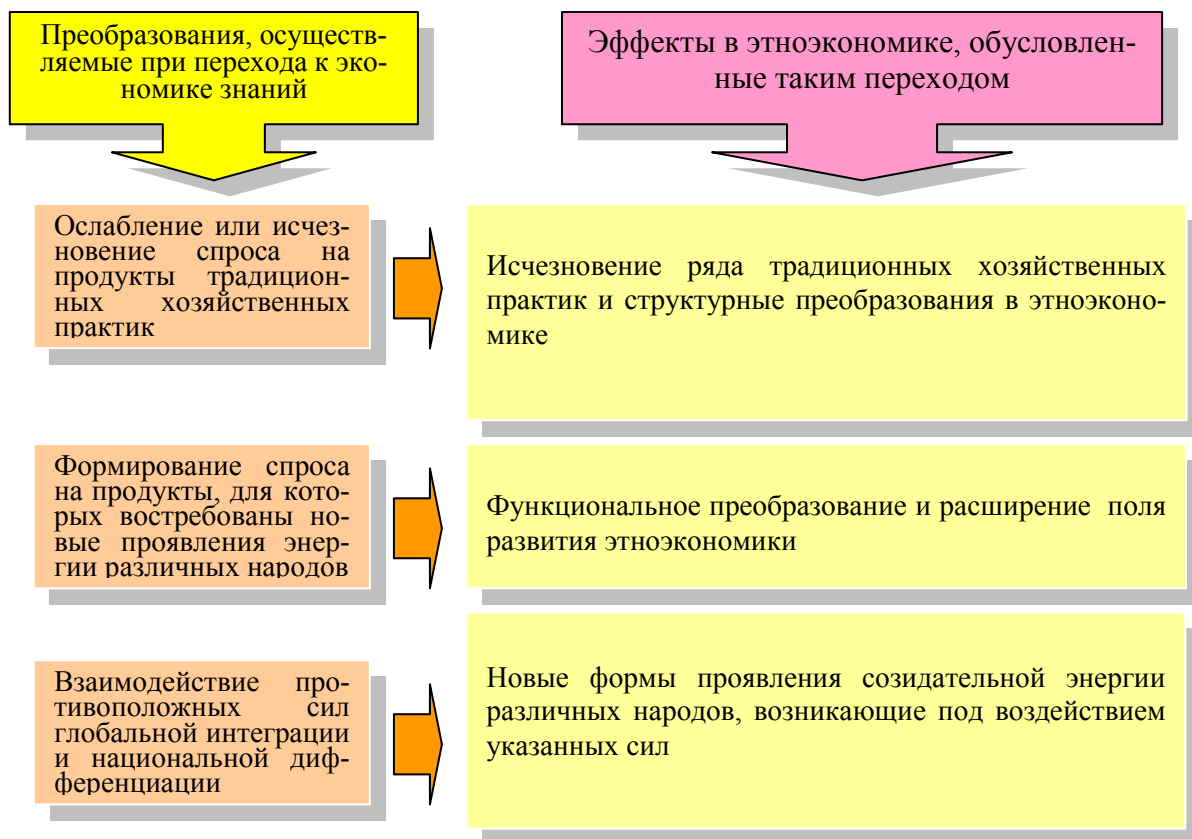 Преобразования, осуществ-
ляемые при перехода к эко-
номике знаний
Эффекты в этноэкономике, обусловлен-
ные таким переходом
Ослабление или исчез-
новение спроса на
продукты традицион-
ных хозяйственных
практик
Исчезновение ряда традиционных хозяйственных
практик и структурные преобразования в этноэконо-
мике
Формирование спроса
на продукты, для кото-
рых востребованы но-
вые проявления энер-
гии различных народов
Функциональное преобразование и расширение поля
развития этноэкономики
Взаимодействие про-
тивоположных сил
глобальной интеграции
и национальной диф-
ференциации
Новые формы проявления созидательной энергии
различных народов, возникающие под воздействием
указанных сил